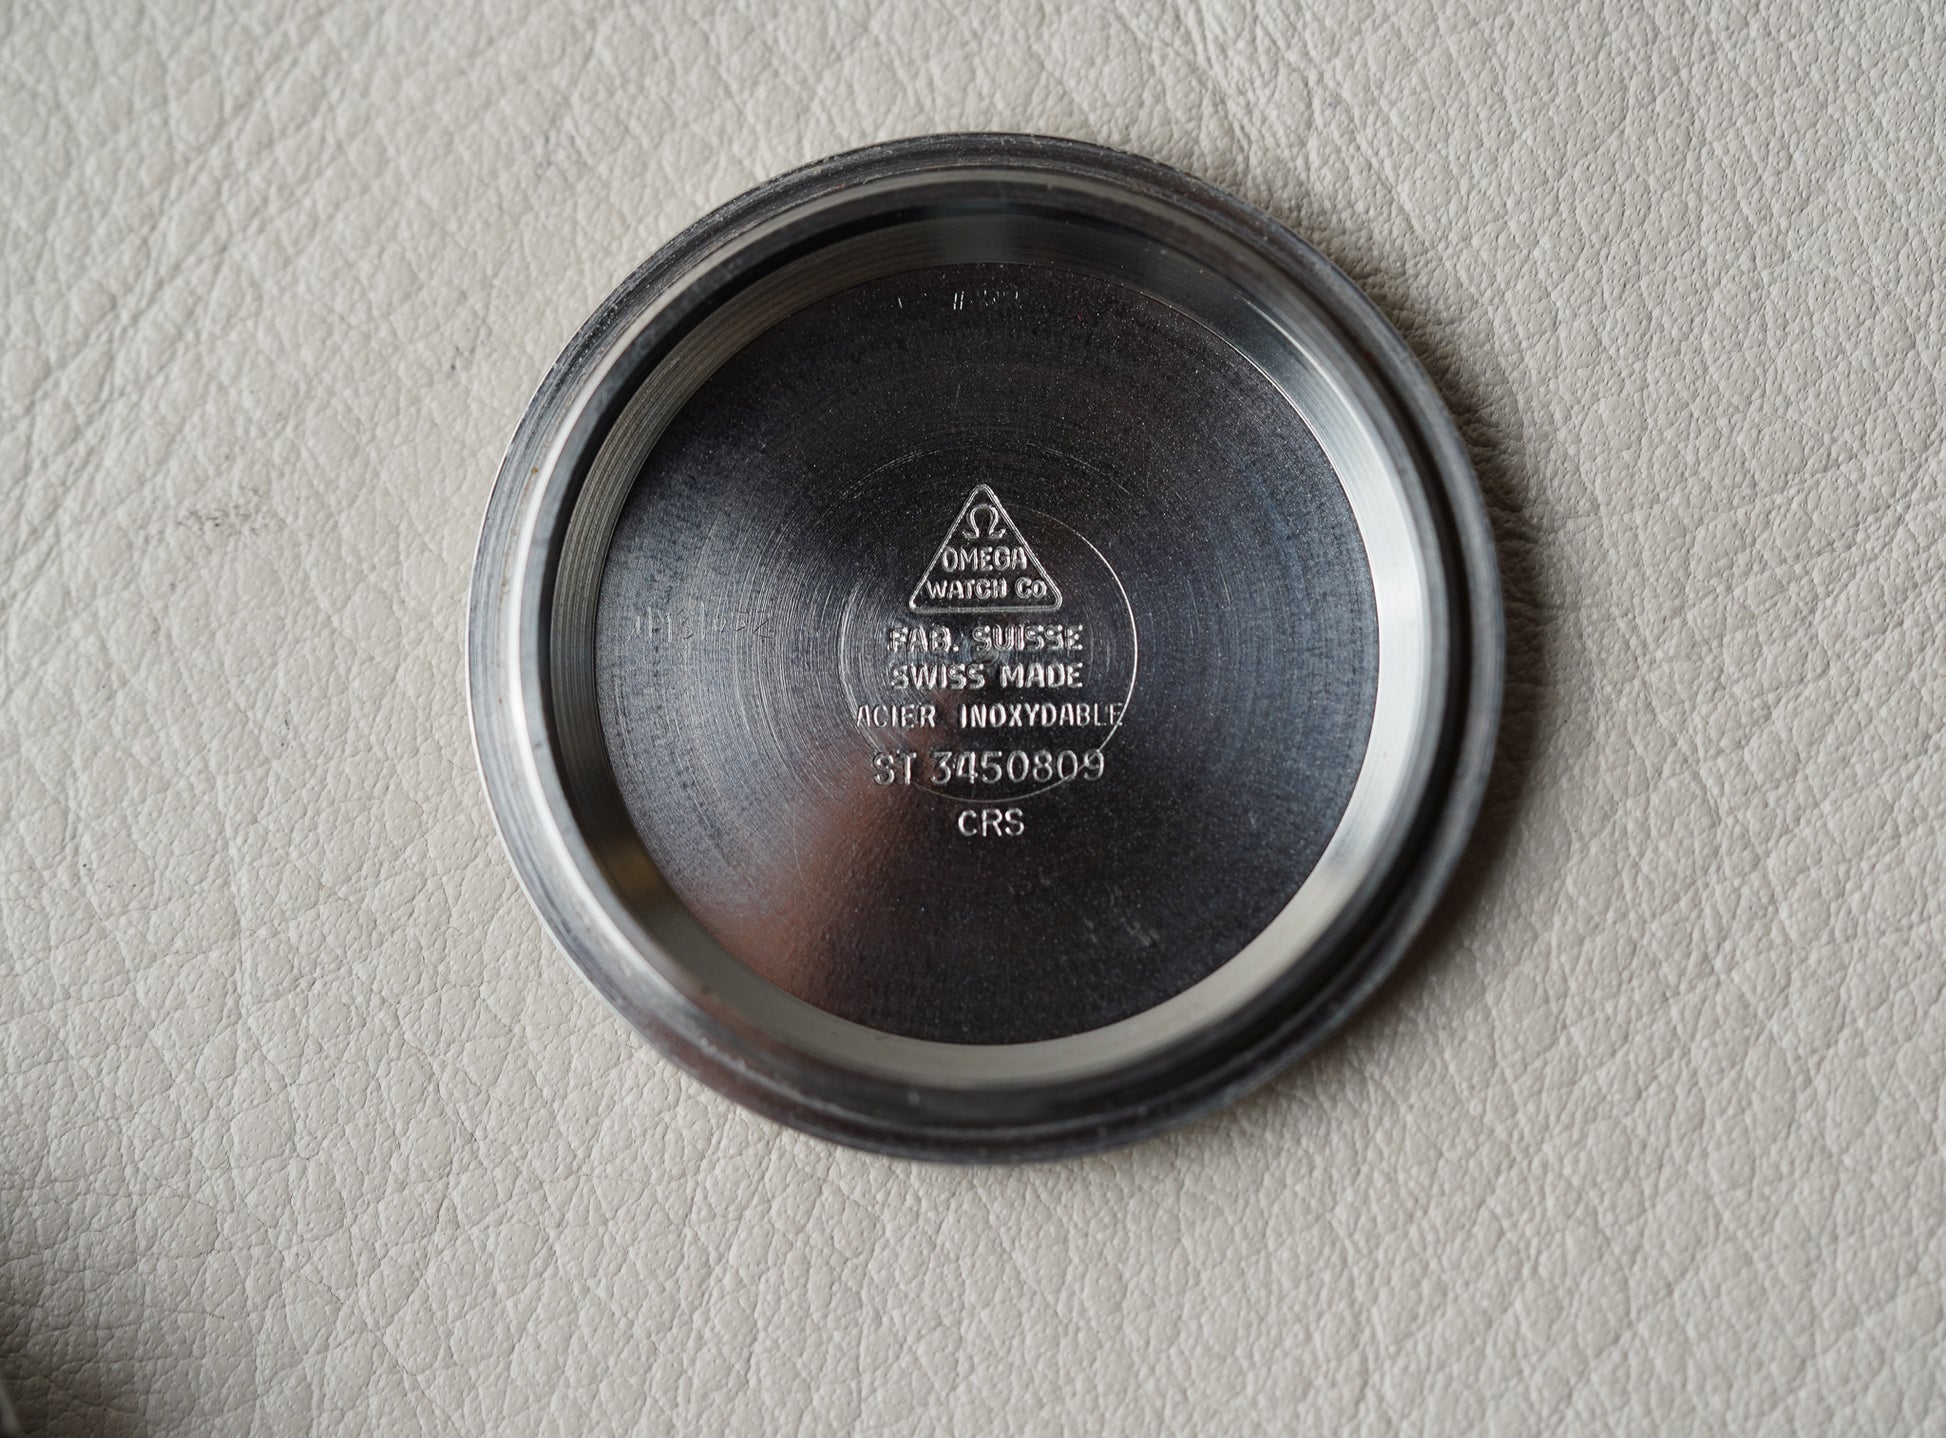 Ω
OMEGA
WATCH Co
FAB. SUISSE
SWISS MADE
ACIER INOXYDABLE
ST 3450809
CRS